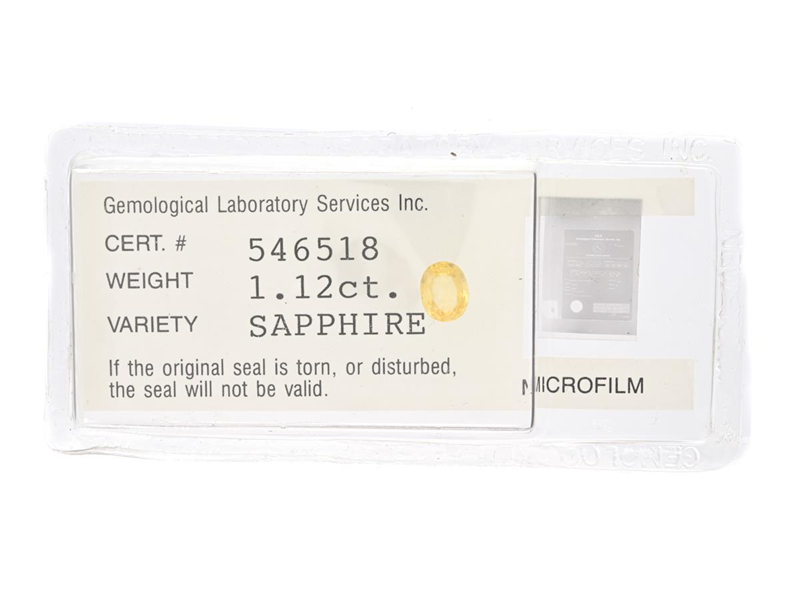 Gemological Laboratory Services Inc.
CERT. # 546518
WEIGHT 1.12ct.
VARIETY SAPPHIRE
If the original seal is torn, or disturbed,
the seal will not be valid.
MICROFILM